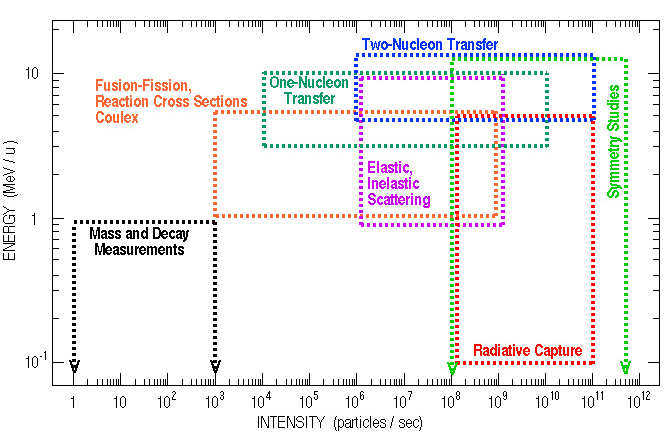 Two-Nucleon Transfer
Fusion-Fission,
Reaction Cross Sections
Coulex
One-Nucleon
Transfer
Elastic,
Inelastic
Scattering
Symmetry Studies
Mass and Decay
Measurements
Radiative Capture
ENERGY (MeV / u)
10
1
10⁻¹
1 10 10² 10³ 10⁴ 10⁵ 10⁶ 10⁷ 10⁸ 10⁹ 10¹⁰ 10¹¹ 10¹²
INTENSITY (particles / sec)